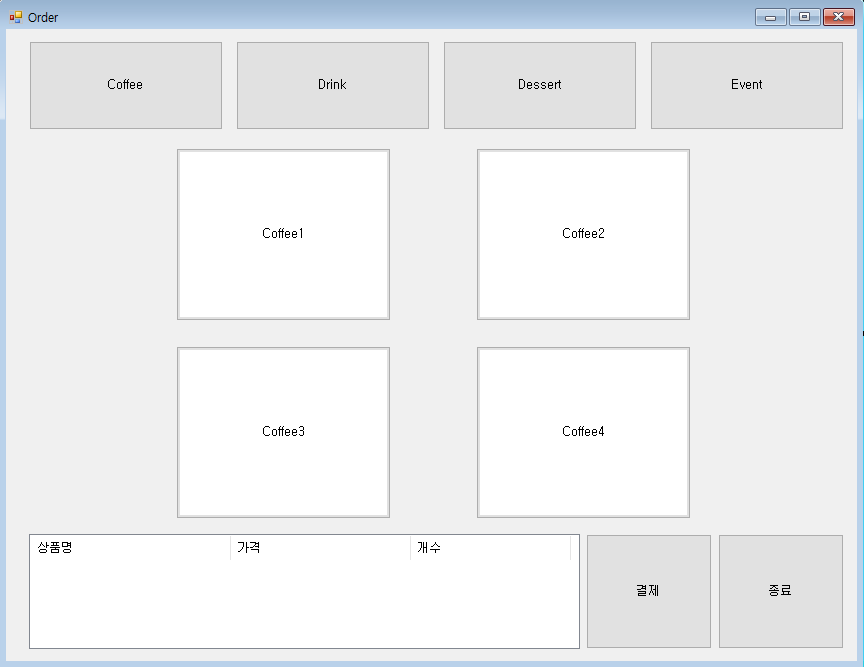 Order
Coffee Drink Dessert Event
Coffee1 Coffee2
Coffee3 Coffee4
상품명 가격 개수
결제 종료